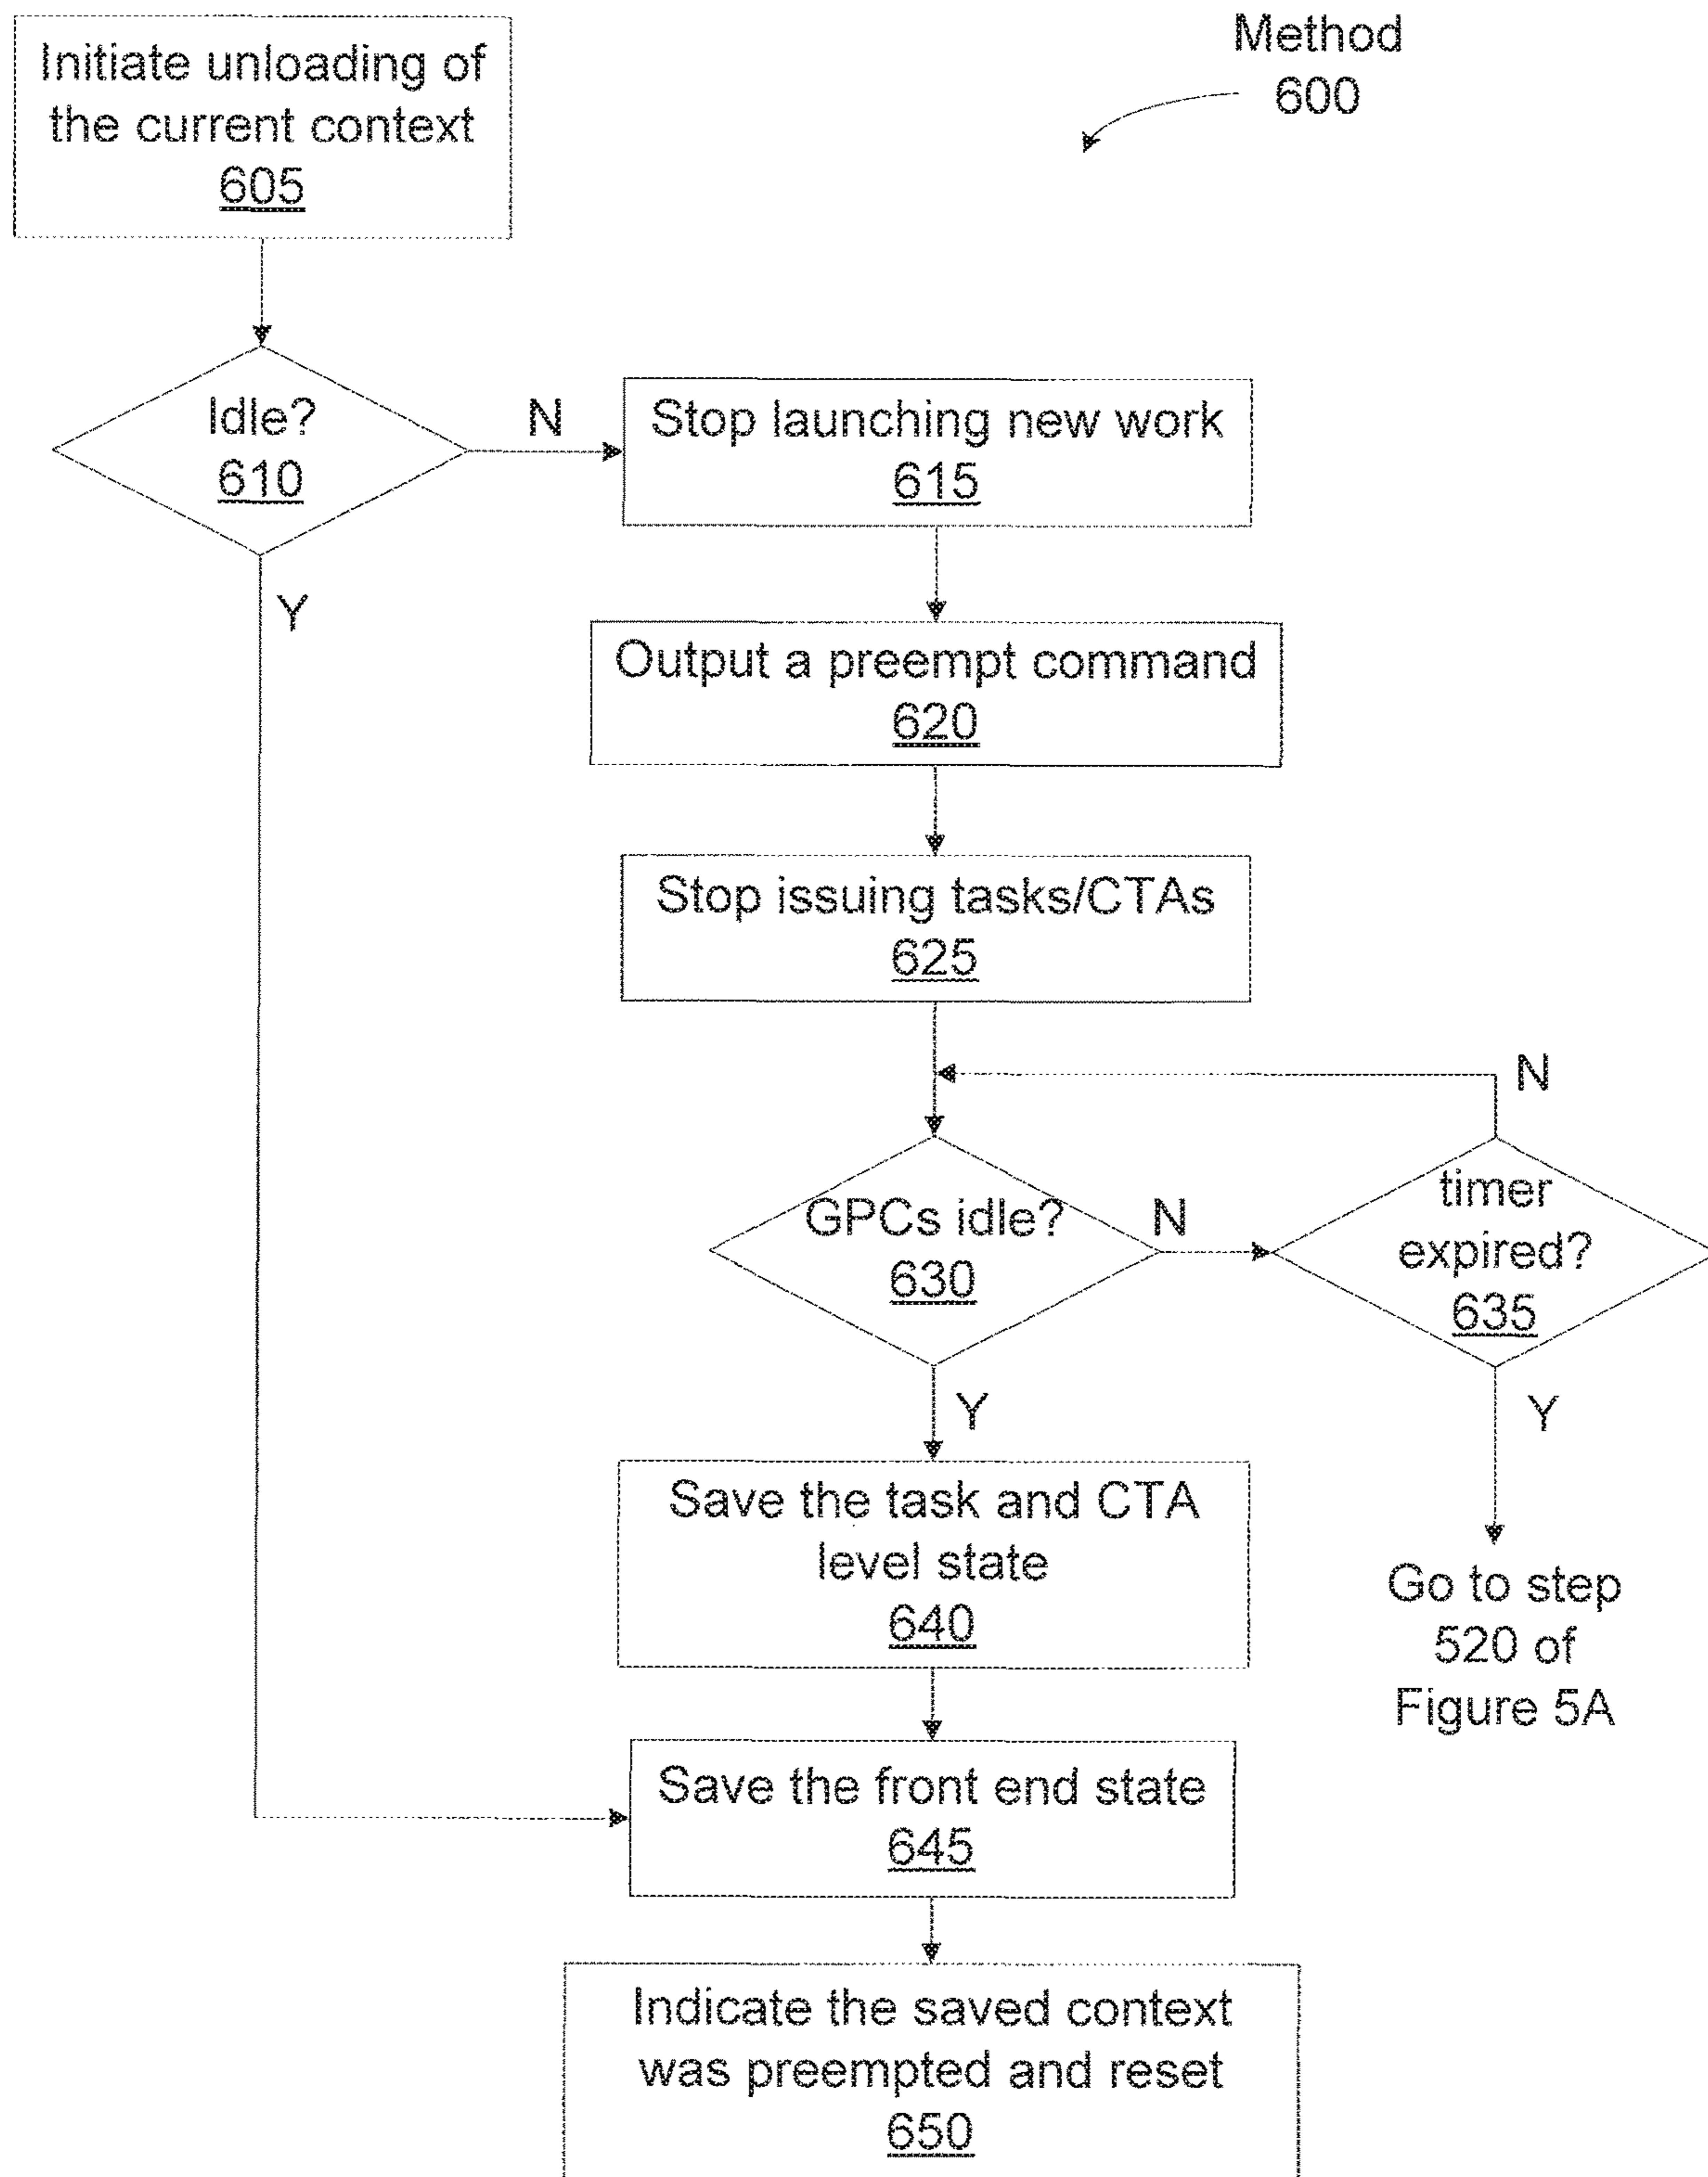 Method
600
Initiate unloading of
the current context
605
Idle?
610
N
Y
Stop launching new work
615
Output a preempt command
620
Stop issuing tasks/CTAs
625
N
GPCs idle?
630
N
timer
expired?
635
Y
Y
Save the task and CTA
level state
640
Go to step
520 of
Figure 5A
Save the front end state
645
Indicate the saved context
was preempted and reset
650